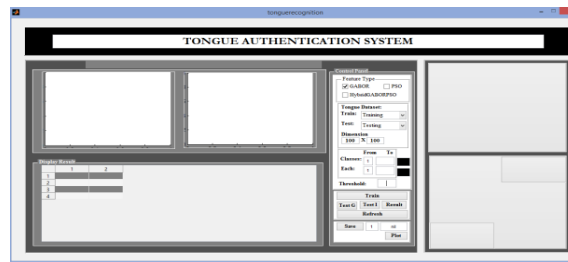 tonguerecognition
TONGUE AUTHENTICATION SYSTEM
Control Panel
Feature Type
GABOR PSO
HybridGABORPSO
Tongue Dataset:
Train: Training
Test: Testing
Dimension
100 X 100
From To
Classes: 1
Each: 1
Threshold:
Train
Test G Test I Result
Refresh
Save 1
Plot
Display Result
1 2
1
2
3
4